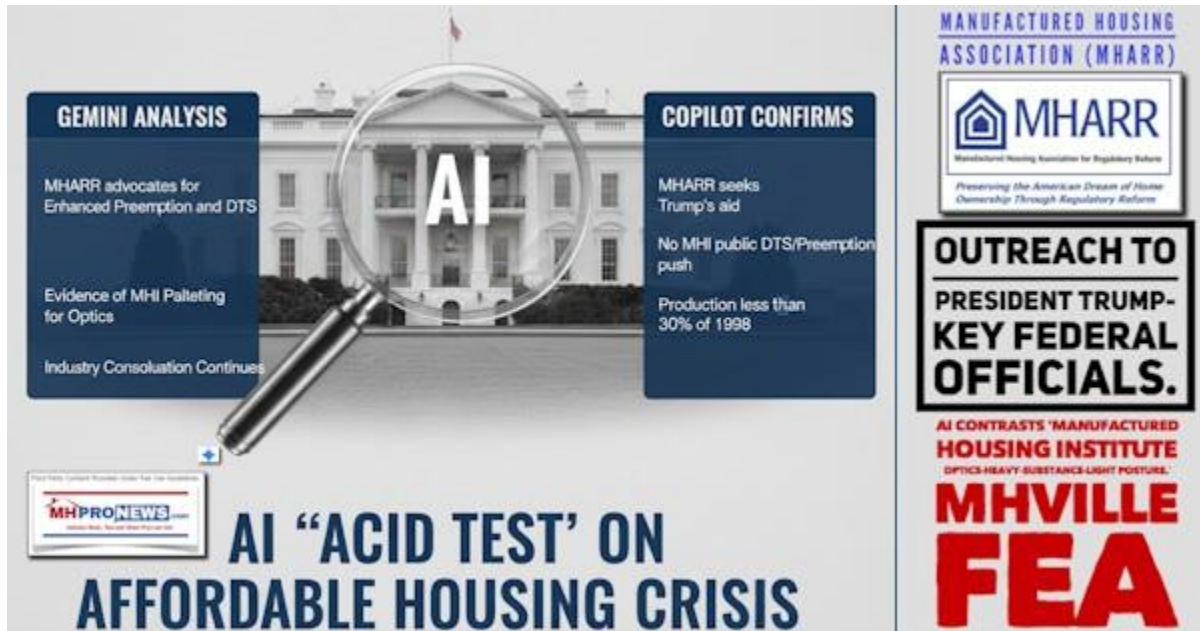 GEMINI ANALYSIS
MHARR advocates for
Enhanced Preemption and DTS
Evidence of MHI Palteting
for Optics
Industry Consoluation Continues
AI
COPILOT CONFIRMS
MHARR seeks
Trump's aid
No MHI public DTS/Preemption
push
Production less than
30% of 1998
MHPRONEWS.com
AI “ACID TEST’ ON
AFFORDABLE HOUSING CRISIS
MANUFACTURED HOUSING
ASSOCIATION (MHARR)
MHARR
Manufactured Housing Association for Regulatory Reform
Preserving the American Dream of Home
Ownership Through Regulatory Reform
OUTREACH TO
PRESIDENT TRUMP-
KEY FEDERAL
OFFICIALS.
AI CONTRASTS 'MANUFACTURED
HOUSING INSTITUTE
OPTICS-HEAVY-SUBSTANCE-LIGHT POSTURE.'
MHVILLE
FEA